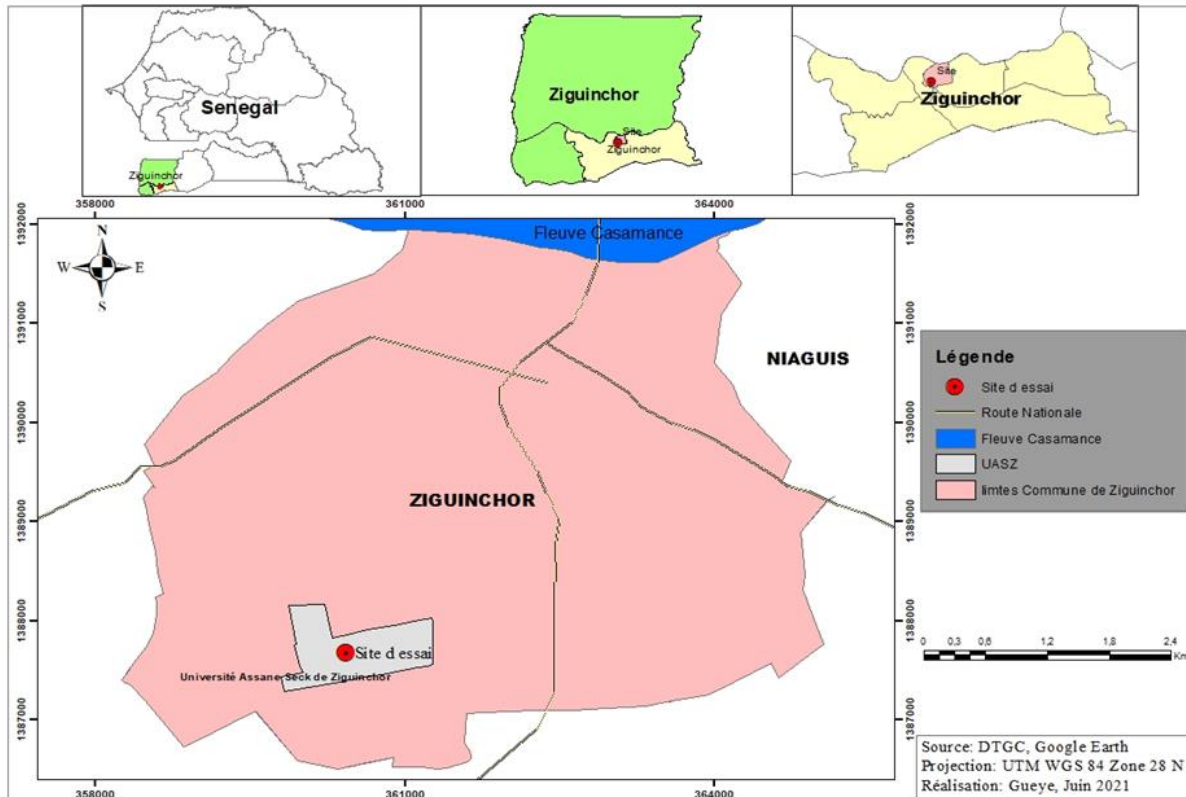 Senegal
Ziguinchor
Ziguinchor
Site
Ziguinchor
Site
Ziguinchor
358000
361000
364000
1392000
1392000
Fleuve Casamance
N
W
E
S
1391000
1391000
NIAGUIS
1390000
1390000
ZIGUINCHOR
1389000
1389000
1388000
1388000
Site d essai
Université Assane Seck de Ziguinchor
1387000
1387000
358000
361000
364000
Légende
Site d essai
Route Nationale
Fleuve Casamance
UASZ
limtes Commune de Ziguinchor
0 0,3 0,6 1,2 1,8 2,4
Km
Source: DTGC, Google Earth
Projection: UTM WGS 84 Zone 28 N
Réalisation: Gueye, Juin 2021